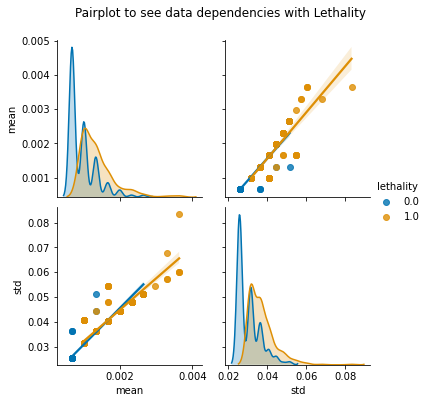 Pairplot to see data dependencies with Lethality
0.005
0.004
0.003
0.002
0.001
mean
lethality
0.0
1.0
0.08
0.07
0.06
0.05
0.04
0.03
std
0.002 0.004
mean
0.02 0.04 0.06 0.08
std